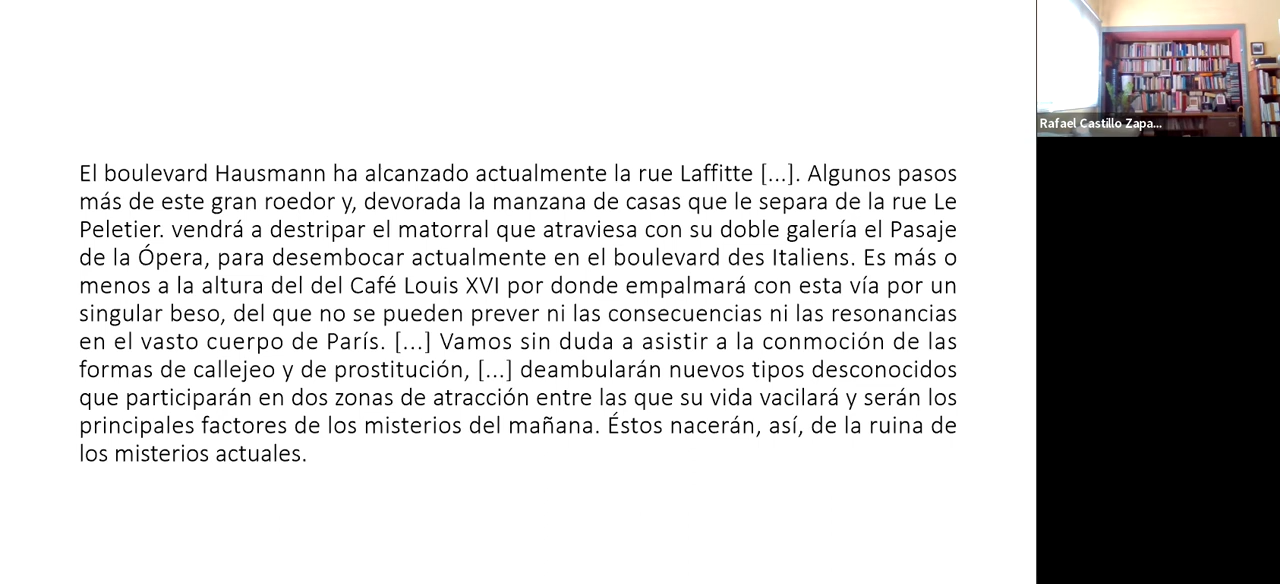 El boulevard Hausmann ha alcanzado actualmente la rue Laffitte [...]. Algunos pasos
más de este gran roedor y, devorada la manzana de casas que le separa de la rue Le
Peletier. vendrá a destripar el matorral que atraviesa con su doble galería el Pasaje
de la Ópera, para desembocar actualmente en el boulevard des Italiens. Es más o
menos a la altura del del Café Louis XVI por donde empalmará con esta vía por un
singular beso, del que no se pueden prever ni las consecuencias ni las resonancias
en el vasto cuerpo de París. [...] Vamos sin duda a asistir a la conmoción de las
formas de callejeo y de prostitución, [...] deambularán nuevos tipos desconocidos
que participarán en dos zonas de atracción entre las que su vida vacilará y serán los
principales factores de los misterios del mañana. Éstos nacerán, así, de la ruina de
los misterios actuales.
Rafael Castillo Zapa...